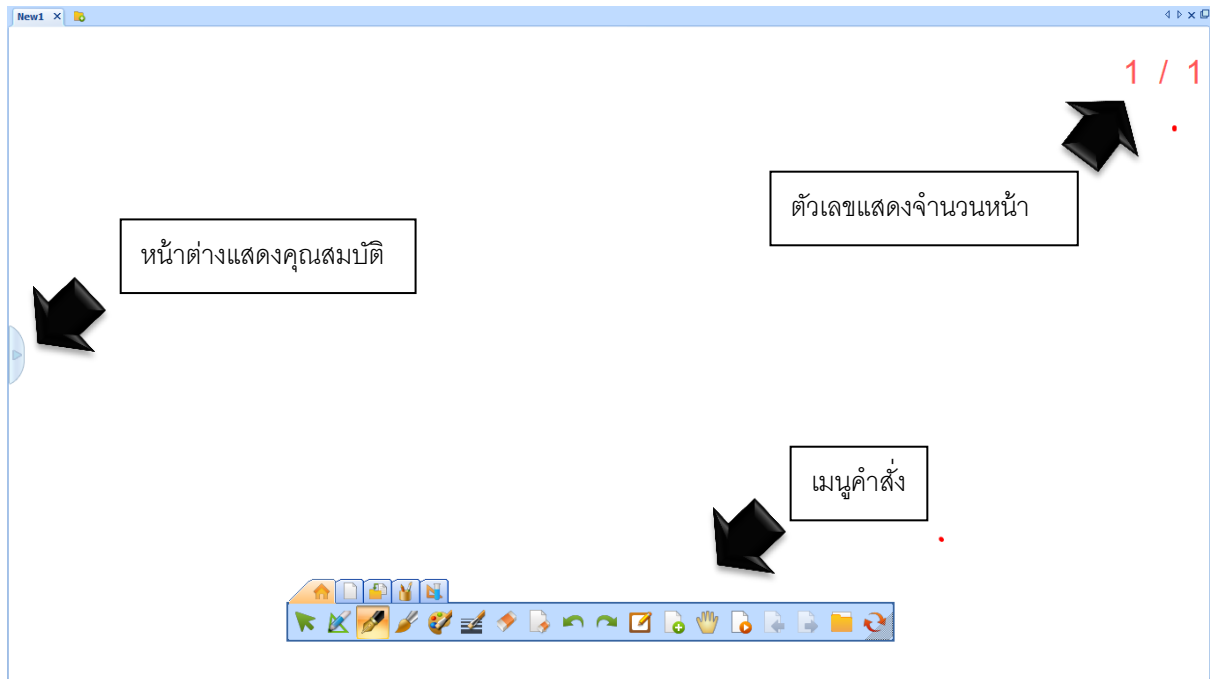 New1
1 / 1
ตัวเลขแสดงจำนวนหน้า
หน้าต่างแสดงคุณสมบัติ
เมนูคำสั่ง